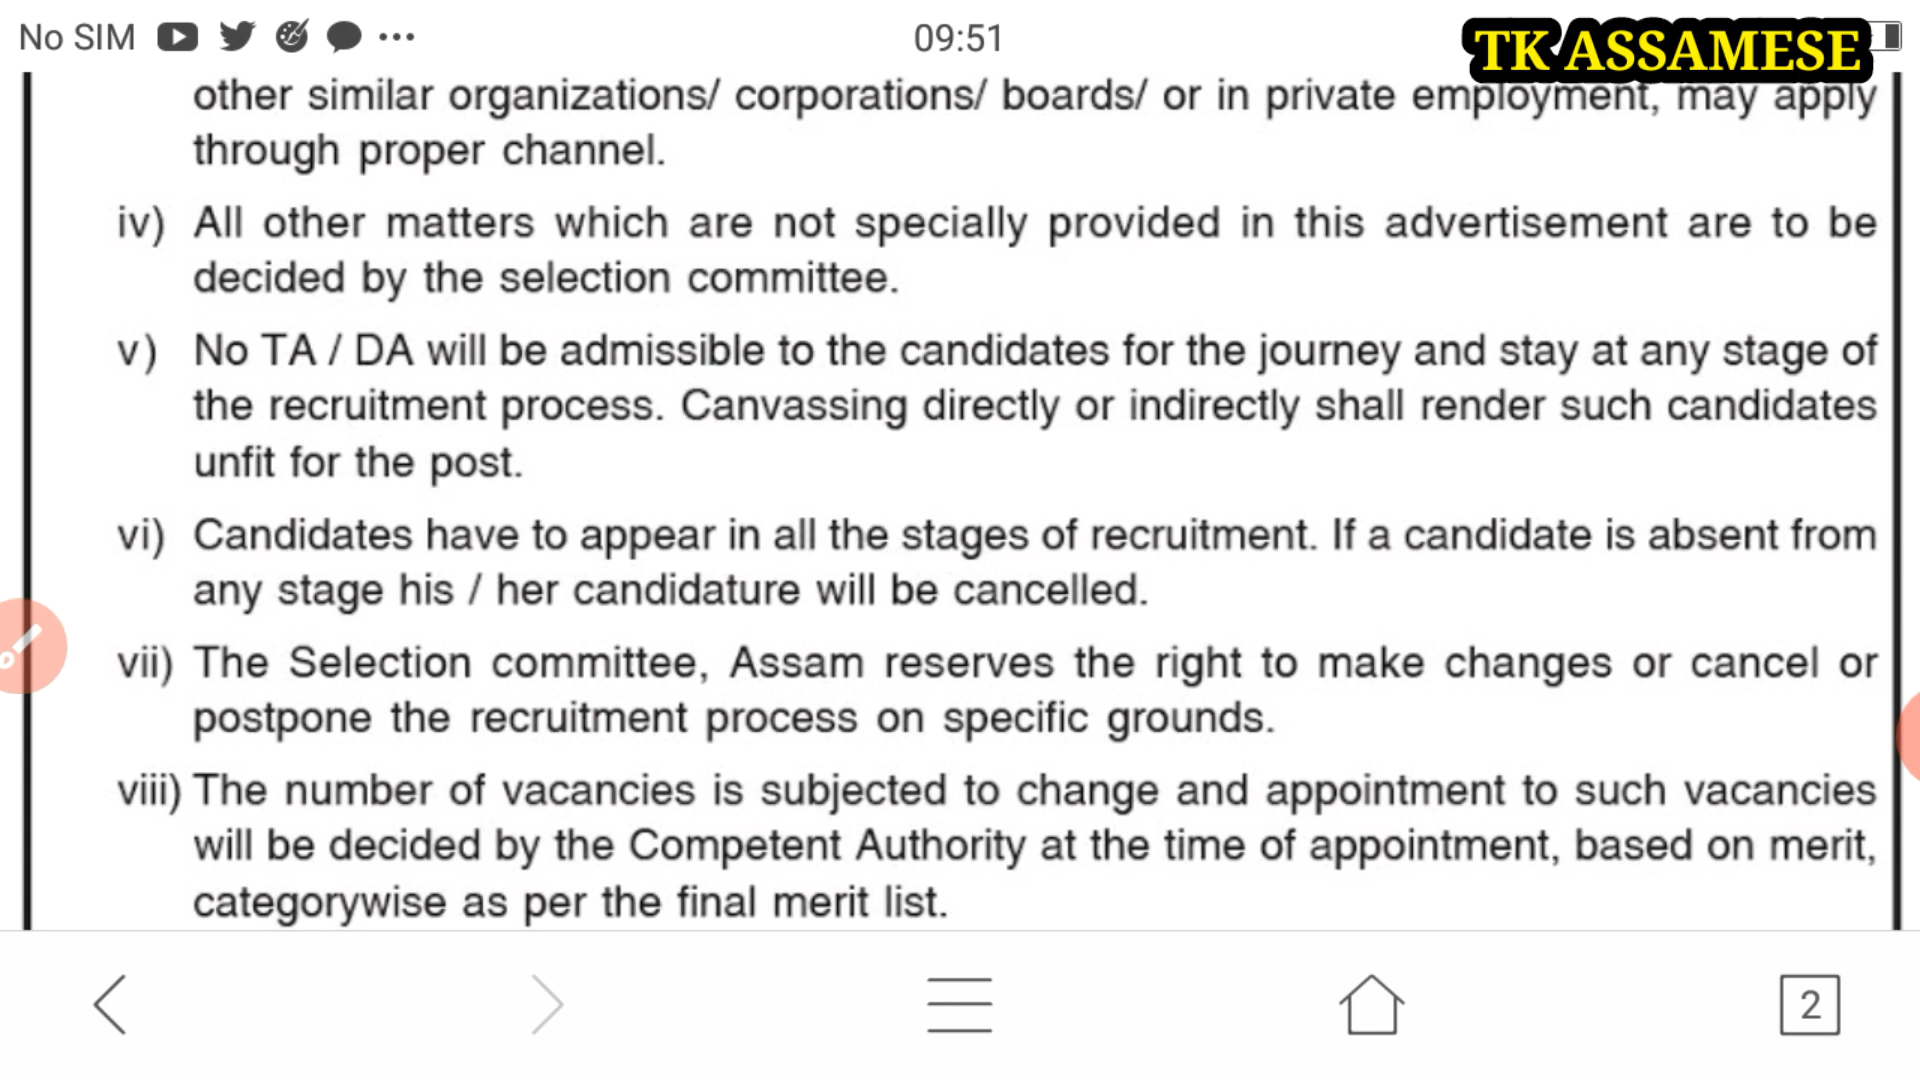 No SIM
09:51
TK ASSAMESE
other similar organizations/ corporations/ boards/ or in private employment, may apply
through proper channel.
iv) All other matters which are not specially provided in this advertisement are to be
decided by the selection committee.
v) No TA / DA will be admissible to the candidates for the journey and stay at any stage of
the recruitment process. Canvassing directly or indirectly shall render such candidates
unfit for the post.
vi) Candidates have to appear in all the stages of recruitment. If a candidate is absent from
any stage his / her candidature will be cancelled.
vii) The Selection committee, Assam reserves the right to make changes or cancel or
postpone the recruitment process on specific grounds.
viii) The number of vacancies is subjected to change and appointment to such vacancies
will be decided by the Competent Authority at the time of appointment, based on merit,
categorywise as per the final merit list.
2